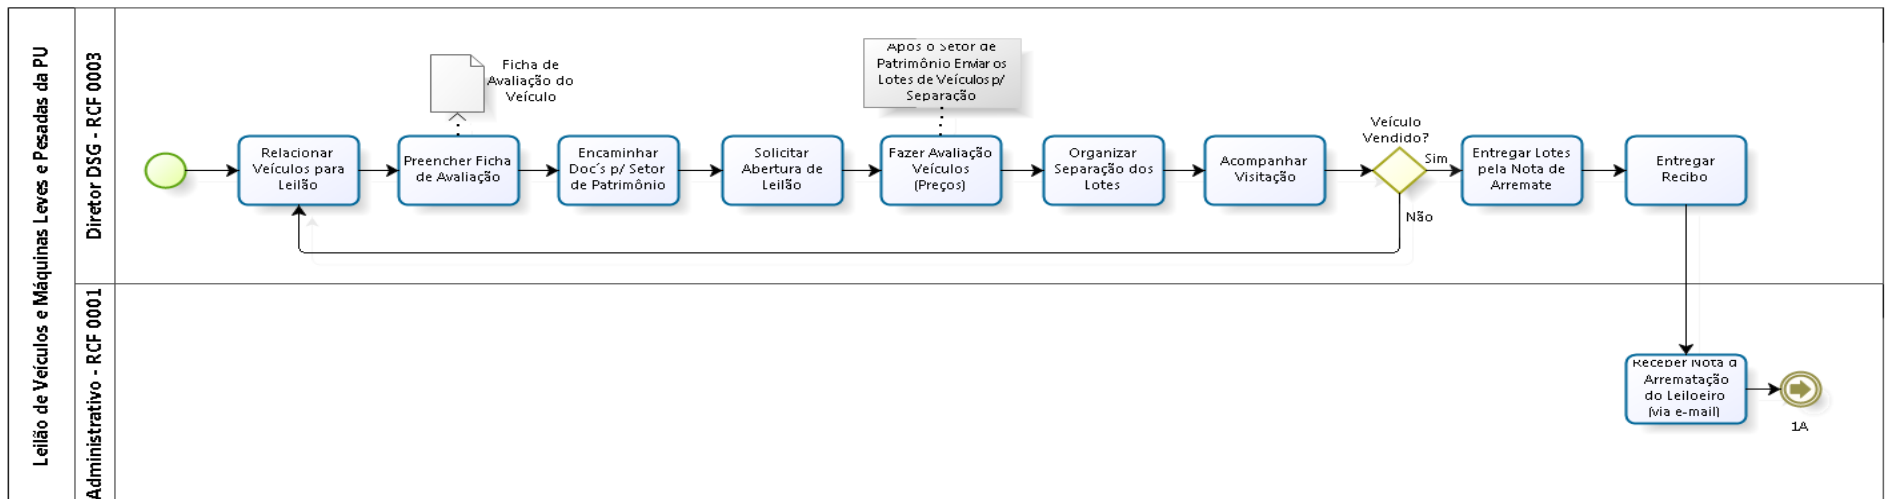 Leilão de Veículos e Máquinas Leves e Pesadas da PU
Diretor DSG - RCF 0003
Ficha de
Avaliação do
Veículo
Após o Setor de
Patrimônio Enviar os
Lotes de Veículos p/
Separação
Relacionar
Veículos para
Leilão
Preencher Ficha
de Avaliação
Encaminhar
Doc´s p/ Setor
de Patrimônio
Solicitar
Abertura de
Leilão
Fazer Avaliação
Veículos
(Preços)
Organizar
Separação dos
Lotes
Acompanhar
Visitação
Veículo
Vendido?
Sim
Não
Entregar Lotes
pela Nota de
Arremate
Entregar
Recibo
Administrativo - RCF 0001
Receber Nota d
Arrematação
do Leiloeiro
(via e-mail)
1A